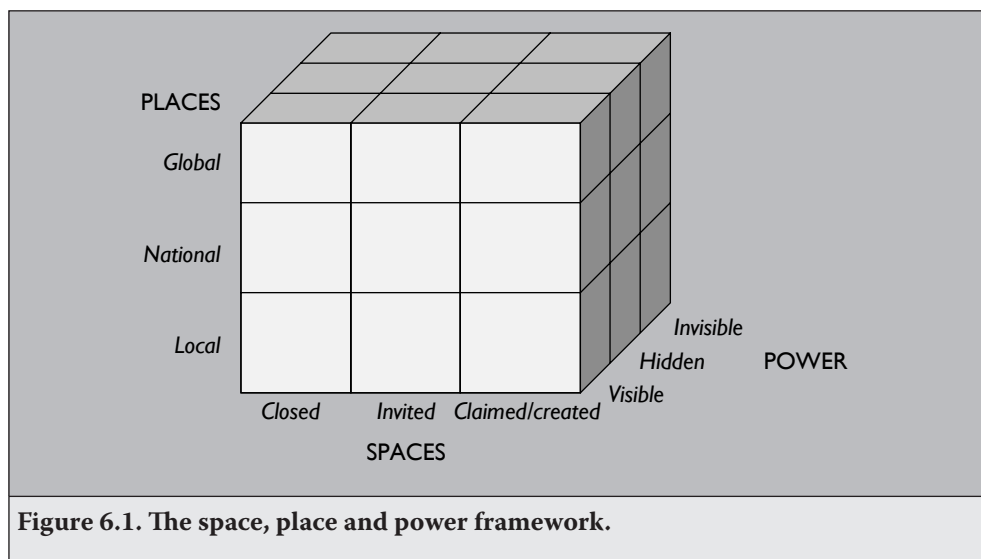 PLACES
Global
National
Local
Closed Invited Claimed/created
SPACES
Visible
Hidden
Invisible
POWER
Figure 6.1. The space, place and power framework.